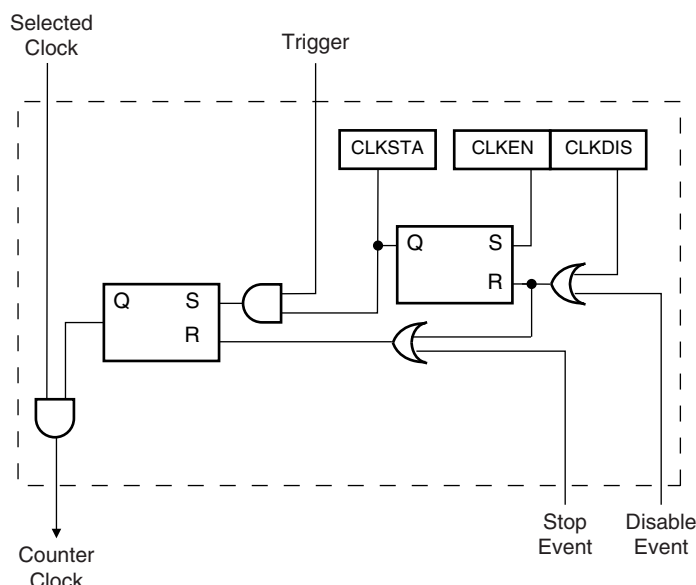 Selected
Clock
Trigger
CLKSTA
CLKEN
CLKDIS
Q
S
R
Q
S
R
Stop
Event
Disable
Event
Counter
Clock